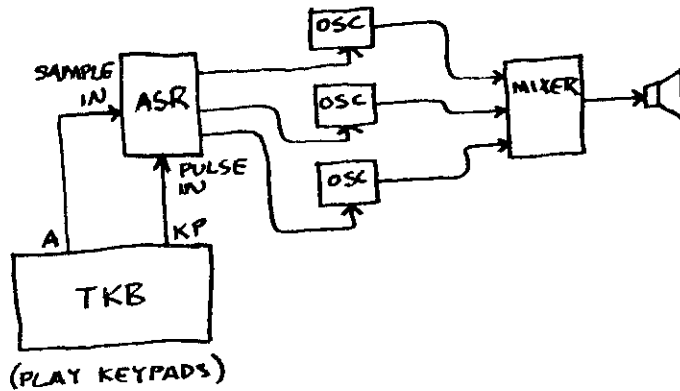 OSC
SAMPLE
IN
ASR
MIXER
OSC
PULSE
IN
OSC
A
KP
TKB
(PLAY KEYPADS)